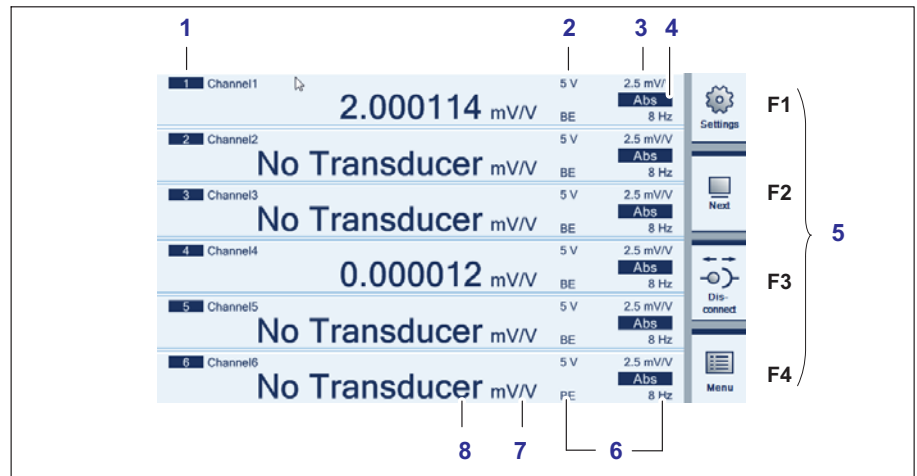 1 2 3 4
1 Channel1 5 V 2.5 mV/
2.000114 mV/V BE Abs
8 Hz
Settings F1
2 Channel2 5 V 2.5 mV/V
No Transducer mV/V BE Abs
8 Hz
Next F2
3 Channel3 5 V 2.5 mV/V
No Transducer mV/V BE Abs
8 Hz
4 Channel4 5 V 2.5 mV/V
0.000012 mV/V BE Abs
8 Hz
Dis-
connect F3
5
5 Channel5 5 V 2.5 mV/V
No Transducer mV/V BE Abs
8 Hz
6 Channel6 5 V 2.5 mV/V
No Transducer mV/V PE Abs
8 Hz
Menu F4
8 7 6